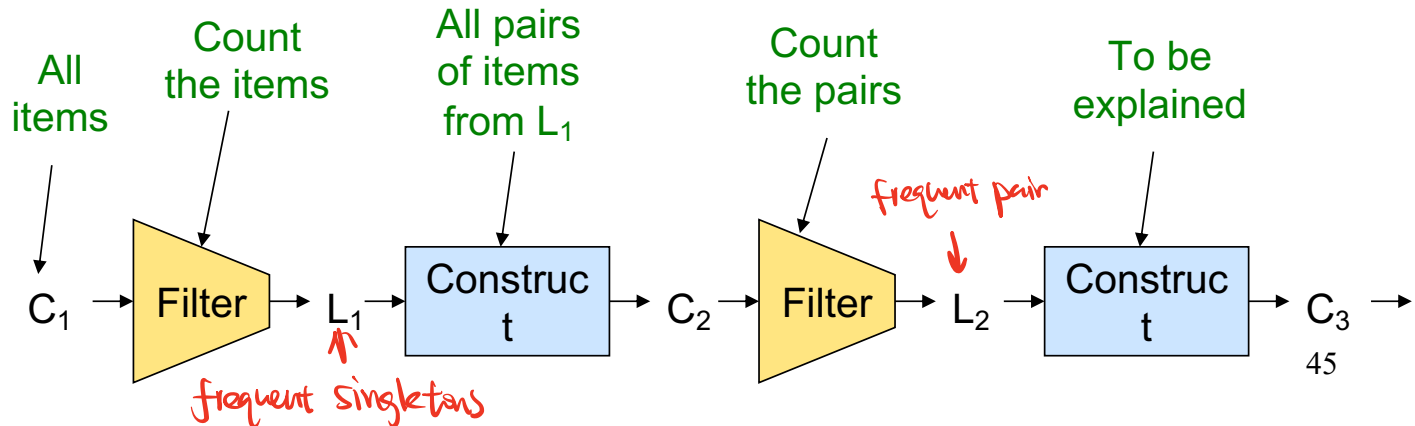 All
items
Count
the items
All pairs
of items
from L₁
Count
the pairs
To be
explained
frequent pair
C₁
Filter
L₁
Construc
t
C₂
Filter
L₂
Construc
t
C₃
45
frequent singletons